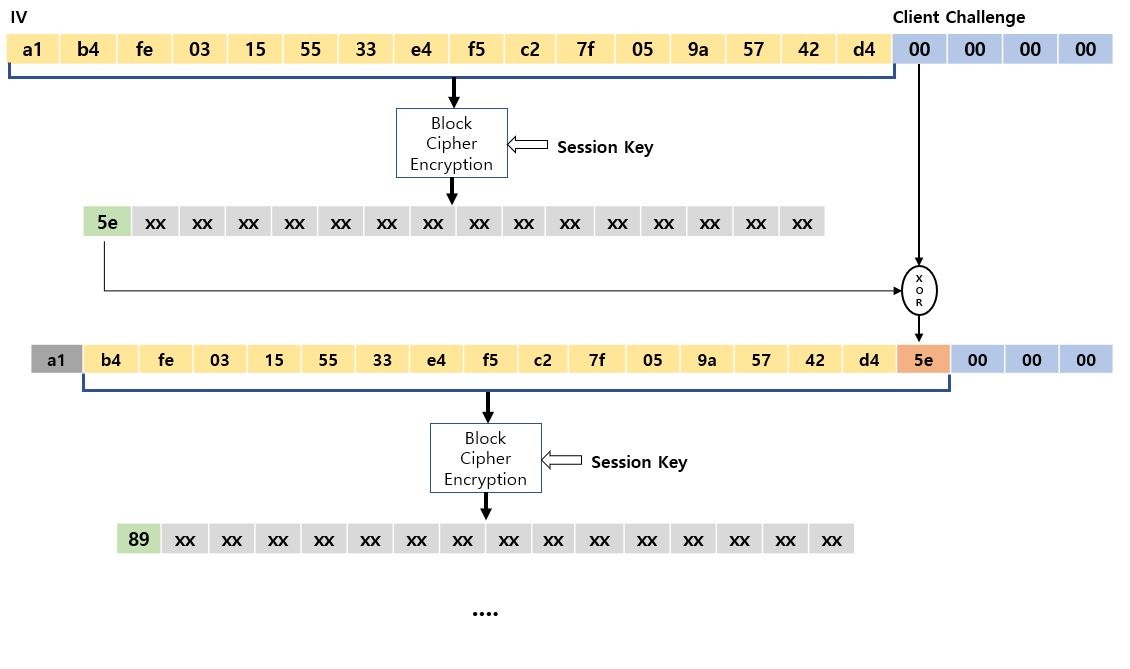 IV Client Challenge
a1 b4 fe 03 15 55 33 e4 f5 c2 7f 05 9a 57 42 d4 00 00 00 00
Block
Cipher
Encryption
Session Key
5e xx xx xx xx xx xx xx xx xx xx xx xx xx xx xx
X
O
R
a1 b4 fe 03 15 55 33 e4 f5 c2 7f 05 9a 57 42 d4 5e 00 00 00
Block
Cipher
Encryption
Session Key
89 xx xx xx xx xx xx xx xx xx xx xx xx xx xx xx
....